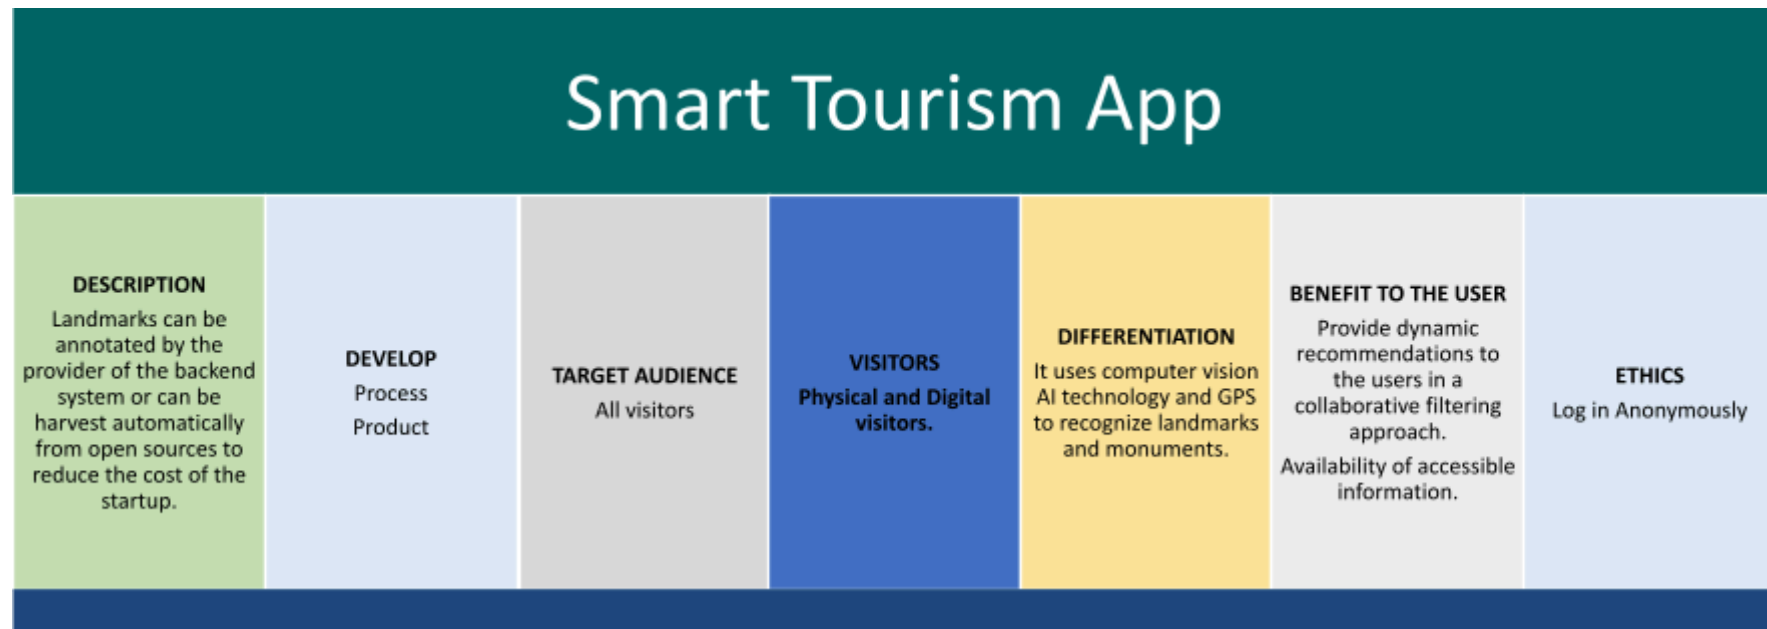 Smart Tourism App
DESCRIPTION
Landmarks can be
annotated by the
provider of the backend
system or can be
harvest automatically
from open sources to
reduce the cost of the
startup.
DEVELOP
Process
Product
TARGET AUDIENCE
All visitors
VISITORS
Physical and Digital
visitors.
DIFFERENTIATION
It uses computer vision
AI technology and GPS
to recognize landmarks
and monuments.
BENEFIT TO THE USER
Provide dynamic
recommendations to
the users in a
collaborative filtering
approach.
Availability of accessible
information.
ETHICS
Log in Anonymously